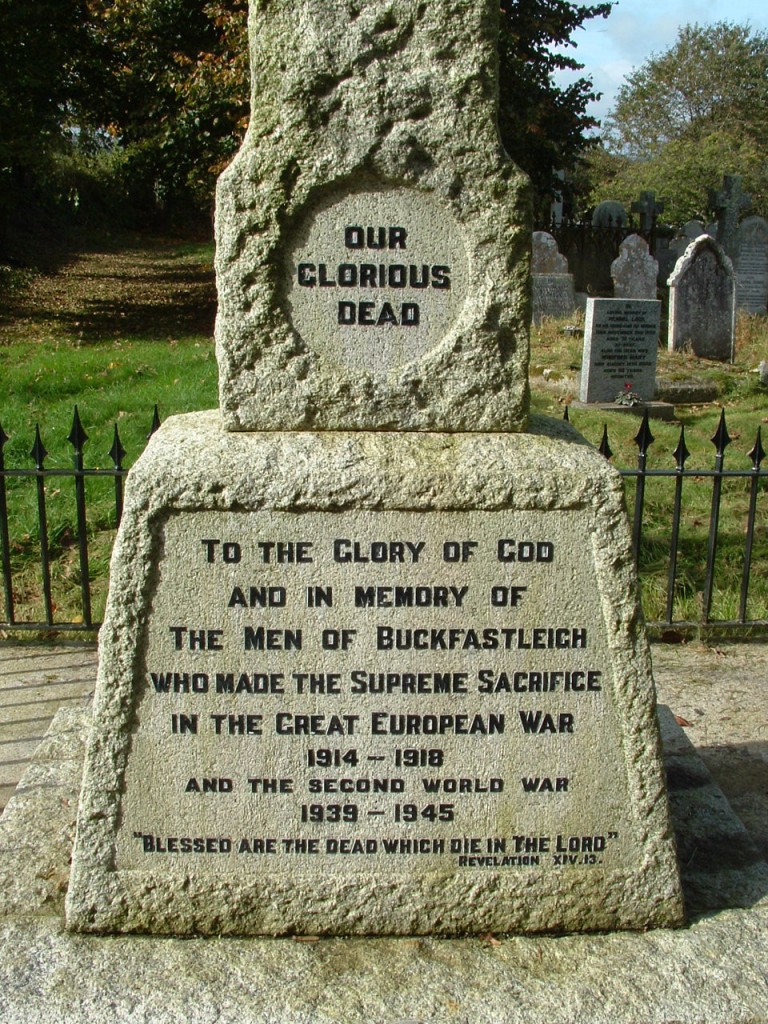 OUR
GLORIOUS
DEAD
TO THE GLORY OF GOD
AND IN MEMORY OF
THE MEN OF BUCKFASTLEIGH
WHO MADE THE SUPREME SACRIFICE
IN THE GREAT EUROPEAN WAR
1914 – 1918
AND THE SECOND WORLD WAR
1939 – 1945
"BLESSED ARE THE DEAD WHICH DIE IN THE LORD"
REVELATION XIV.13.